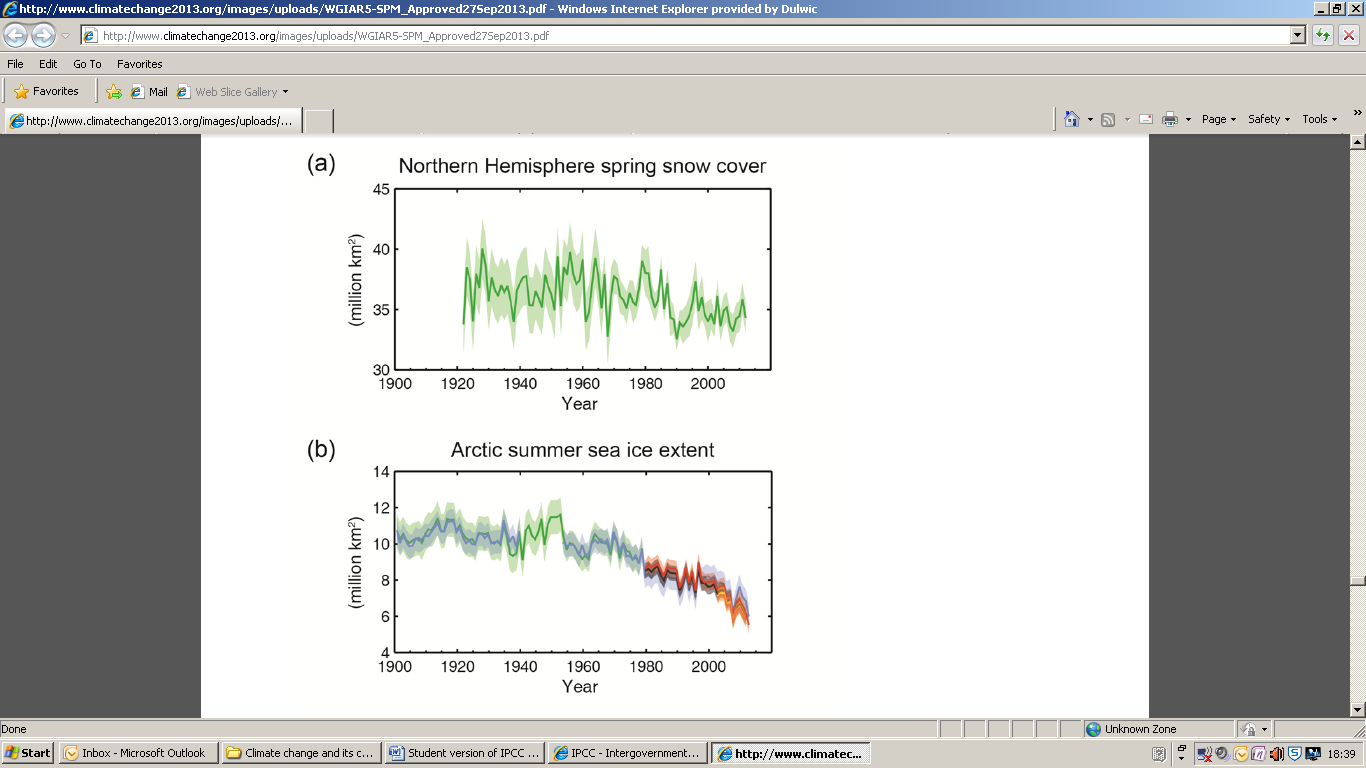 http://www.climatechange2013.org/images/uploads/WGIAR5-SPM_Approved27Sep2013.pdf - Windows Internet Explorer provided by Dulwic
http://www.climatechange2013.org/images/uploads/WGIAR5-SPM_Approved27Sep2013.pdf
File Edit Go To Favorites
Favorites Mail Web Slice Gallery
http://www.climatechange2013.org/images/uploads/... Page Safety Tools »
(a) Northern Hemisphere spring snow cover
45
40
35
30
(million km²)
1900 1920 1940 1960 1980 2000
Year
(b) Arctic summer sea ice extent
14
12
10
8
6
4
(million km²)
1900 1920 1940 1960 1980 2000
Year
Done Unknown Zone
Start Inbox - Microsoft Outlook Climate change and its c... Student version of IPCC ... IPCC - Intergovernment... http://www.climatec... 18:39